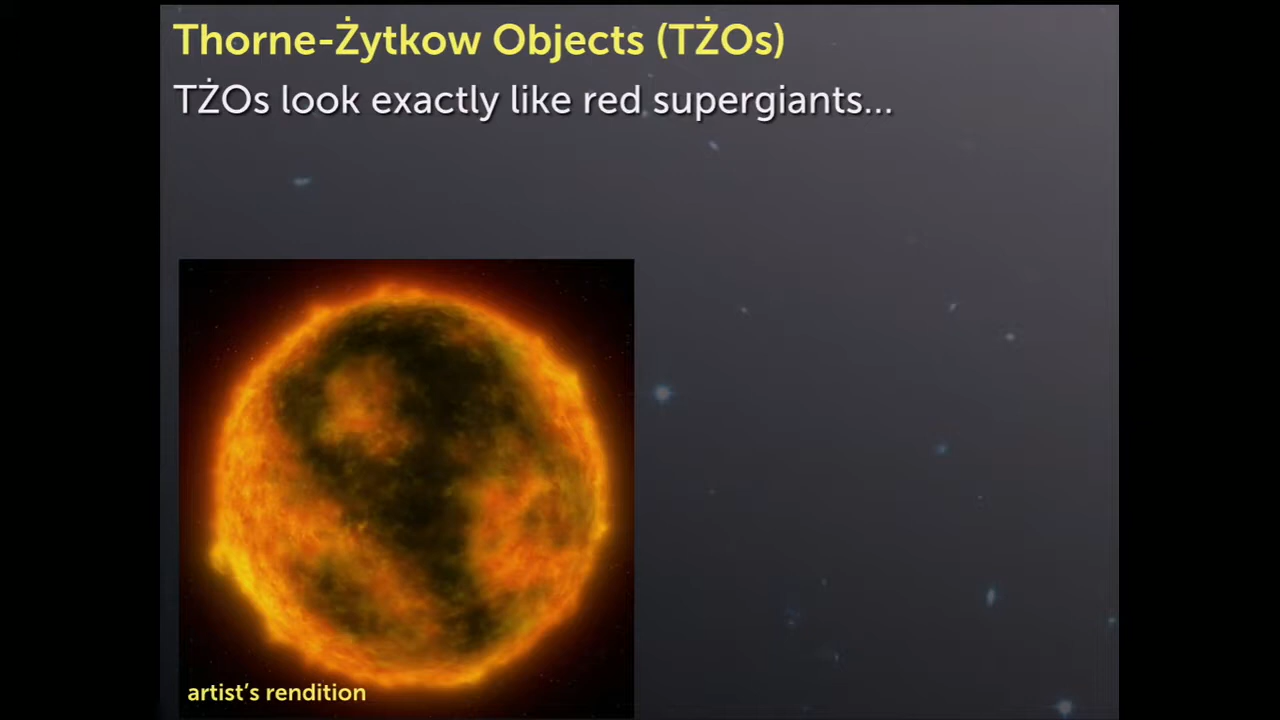 Thorne-Żytkow Objects (TŻOs)
TŻOs look exactly like red supergiants...
artist's rendition